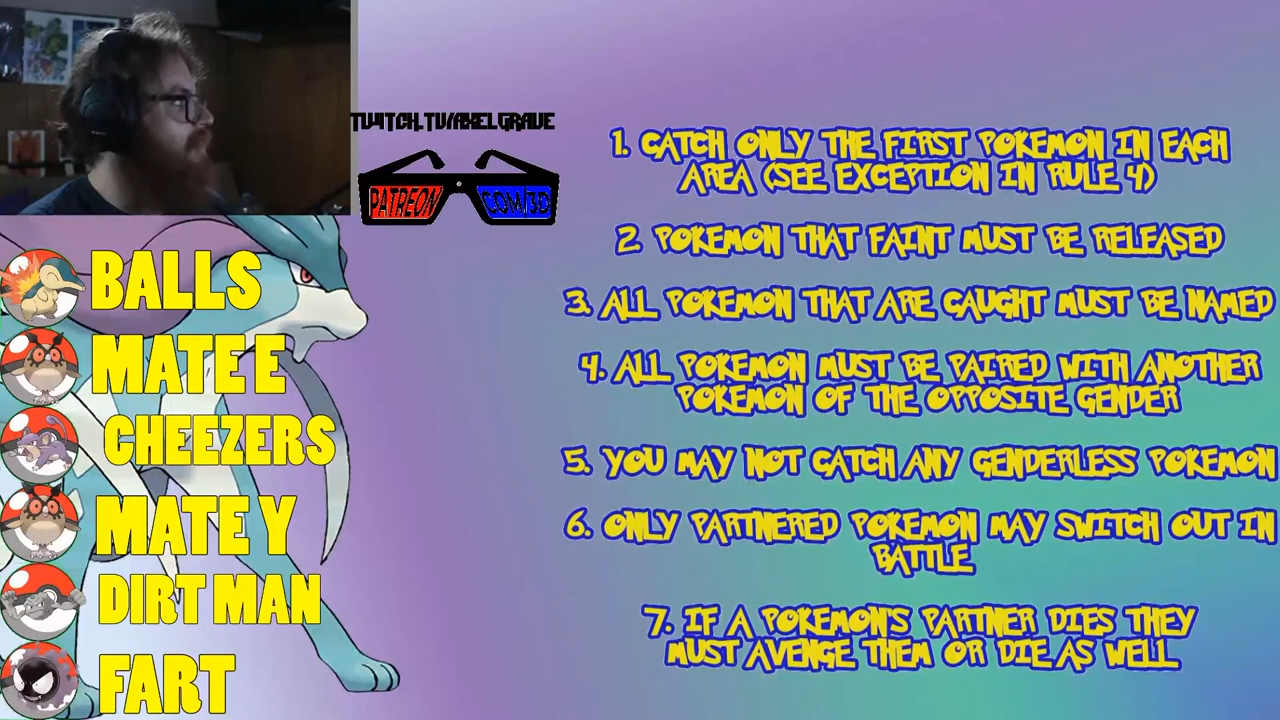 TWITCH.TV/AXELGRAVE
PATREON COM/3D
1. CATCH ONLY THE FIRST POKEMON IN EACH
AREA (SEE EXCEPTION IN RULE 4)
2. POKEMON THAT FAINT MUST BE RELEASED
3. ALL POKEMON THAT ARE CAUGHT MUST BE NAMED
4. ALL POKEMON MUST BE PAIRED WITH ANOTHER
POKEMON OF THE OPPOSITE GENDER
5. YOU MAY NOT CATCH ANY GENDERLESS POKEMON
6. ONLY PARTNERED POKEMON MAY SWITCH OUT IN
BATTLE
7. IF A POKEMON'S PARTNER DIES THEY
MUST AVENGE THEM OR DIE AS WELL
BALLS
MATE E
CHEEZERS
MATE Y
DIRT MAN
FART